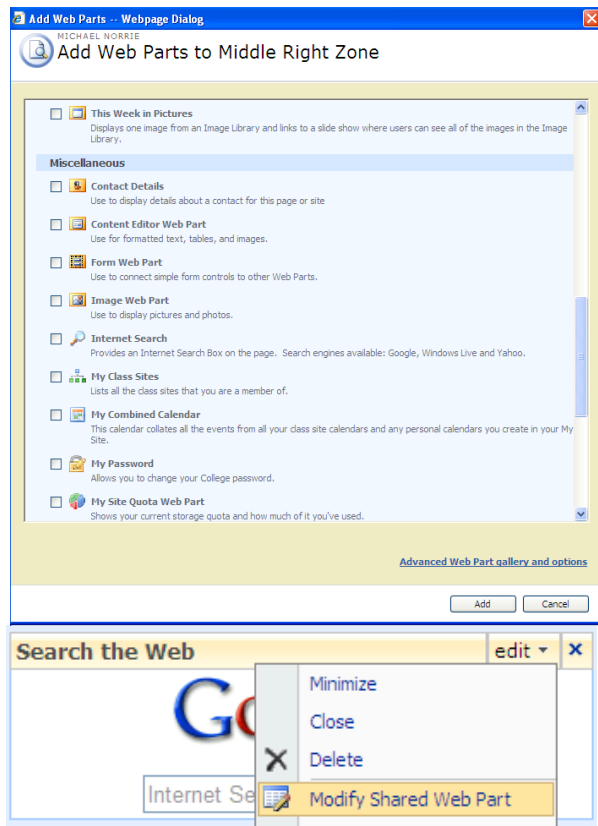 Add Web Parts -- Webpage Dialog
MICHAEL NORRIE
Add Web Parts to Middle Right Zone
This Week in Pictures
Displays one image from an Image Library and links to a slide show where users can see all of the images in the Image
Library.
Miscellaneous
Contact Details
Use to display details about a contact for this page or site
Content Editor Web Part
Use for formatted text, tables, and images.
Form Web Part
Use to connect simple form controls to other Web Parts.
Image Web Part
Use to display pictures and photos.
Internet Search
Provides an Internet Search Box on the page. Search engines available: Google, Windows Live and Yahoo.
My Class Sites
Lists all the class sites that you are a member of.
My Combined Calendar
This calendar collates all the events from all your class site calendars and any personal calendars you create in your My
Site.
My Password
Allows you to change your College password.
My Site Quota Web Part
Shows your current storage quota and how much of it you've used.
Advanced Web Part gallery and options
Add Cancel
Search the Web edit
Go
Minimize
Close
Delete
Internet Se
Modify Shared Web Part